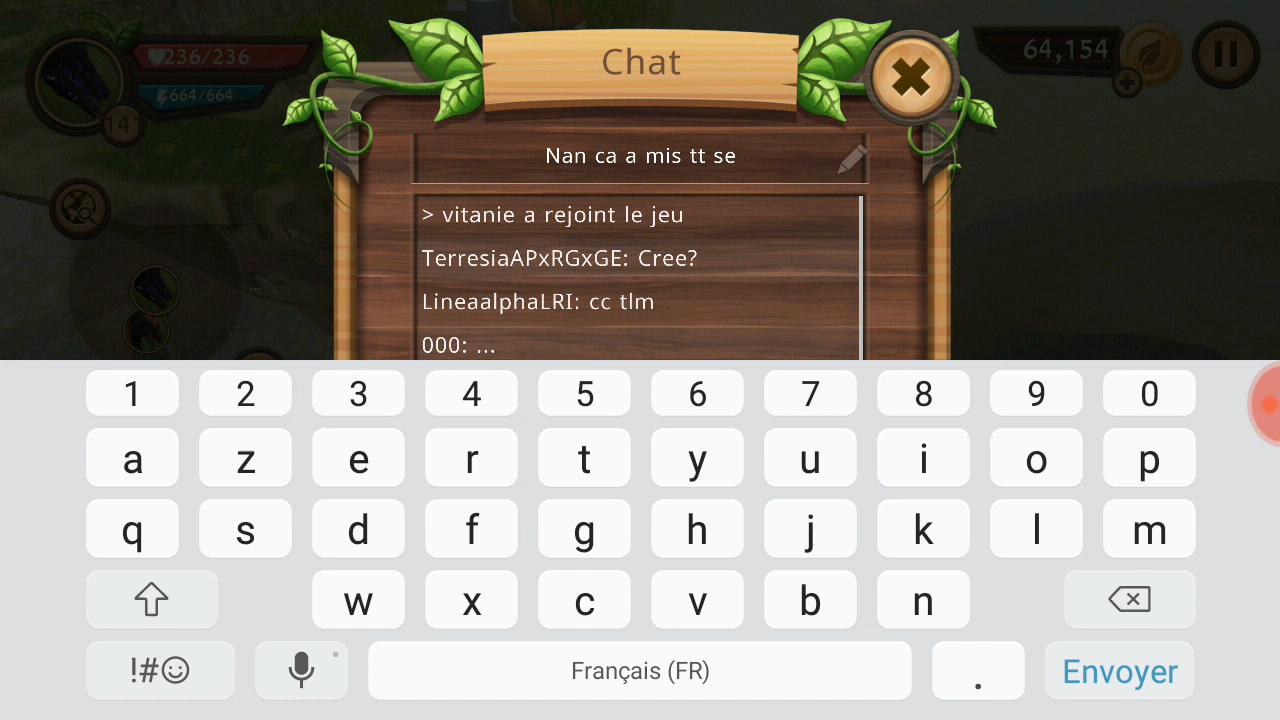 Chat
236/236
664/664
141
64,154
Nan ca a mis tt se
> vitanie a rejoint le jeu
TerresiaAPxRGxGE: Cree?
LineaalphaLRI: cc tlm
000: ...
1 2 3 4 5 6 7 8 9 0
a z e r t y u i o p
q s d f g h j k l m
w x c v b n
!#☺ Français (FR) . Envoyer